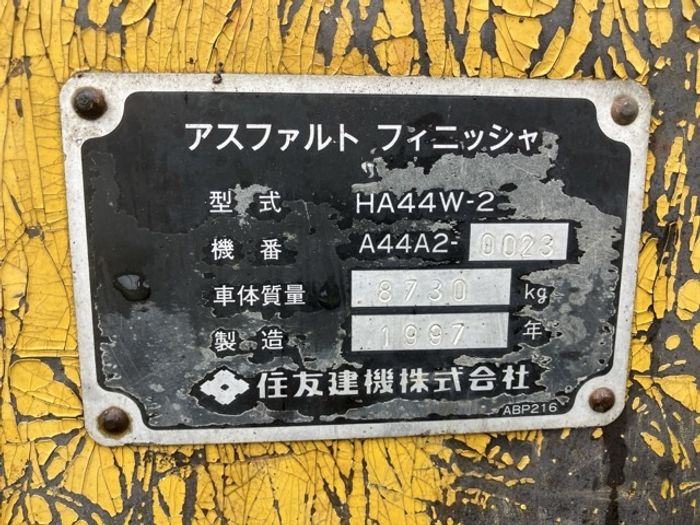 アスファルト フィニッシャ
型式 HA44W-2
機番 A44A2-0023
車体質量 8730 kg
製造 1997 年
住友建機株式会社
ABP216